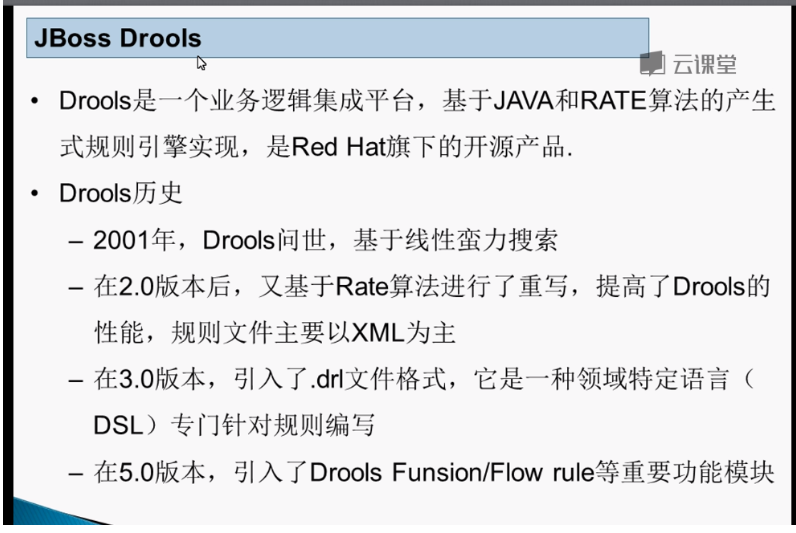 JBoss Drools
云课堂
• Drools是一个业务逻辑集成平台，基于JAVA和RATE算法的产生
式规则引擎实现，是Red Hat旗下的开源产品.
• Drools历史
– 2001年，Drools问世，基于线性蛮力搜索
– 在2.0版本后，又基于Rate算法进行了重写，提高了Drools的
性能，规则文件主要以XML为主
– 在3.0版本，引入了.drl文件格式，它是一种领域特定语言（
DSL）专门针对规则编写
– 在5.0版本，引入了Drools Funsion/Flow rule等重要功能模块